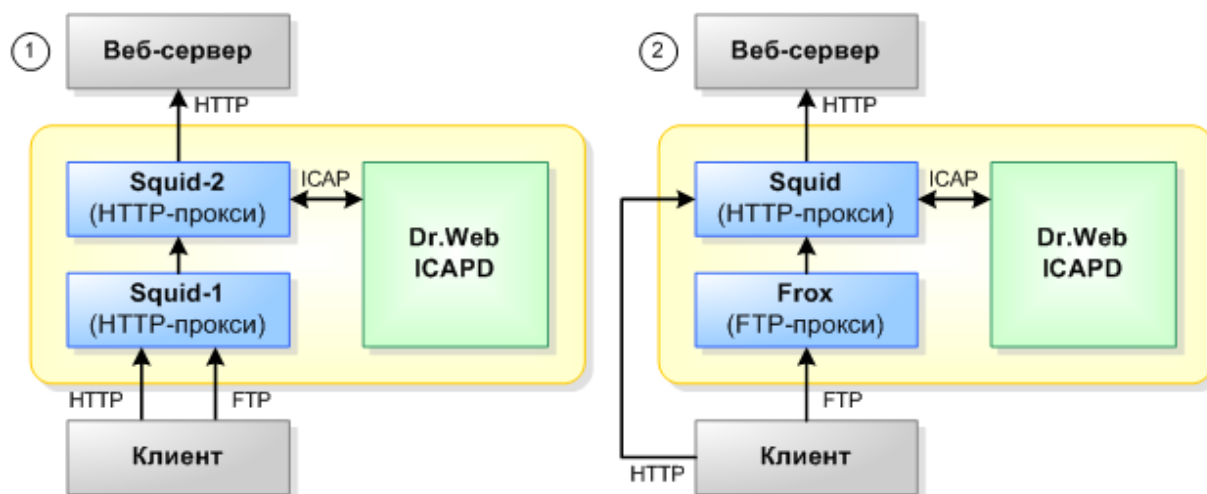 1
Веб-сервер
HTTP
Squid-2
(HTTP-прокси)
ICAP
Dr.Web
ICAPD
Squid-1
(HTTP-прокси)
HTTP
FTP
Клиент
2
Веб-сервер
HTTP
Squid
(HTTP-прокси)
ICAP
Dr.Web
ICAPD
Frox
(FTP-прокси)
FTP
HTTP
Клиент